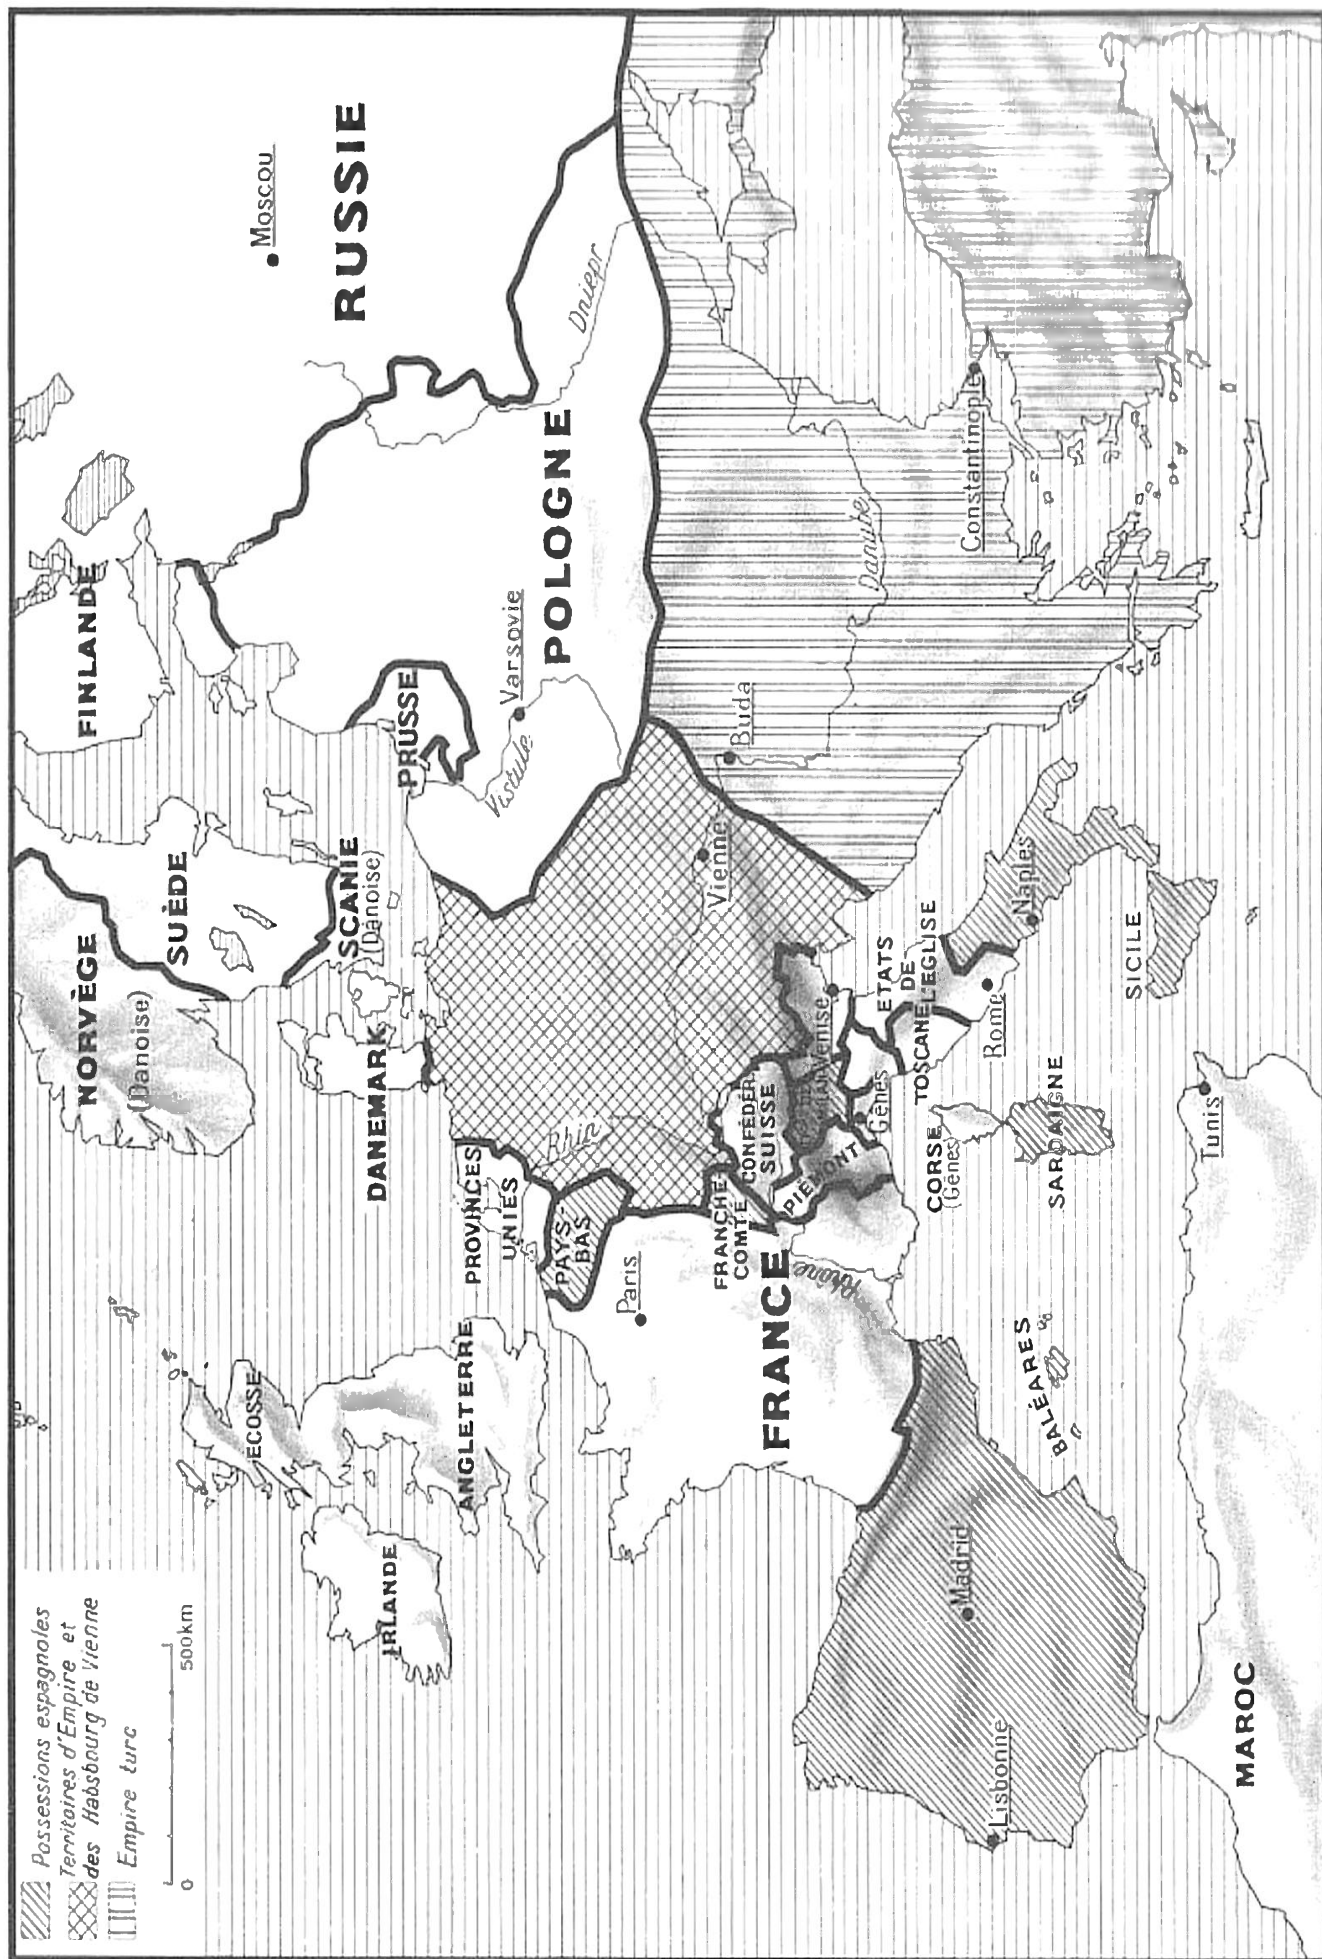 Possessions espagnoles
Territoires d'Empire et
des Habsbourg de Vienne
Empire turc
0
500km
NORVÈGE
(Danoise)
SUÈDE
FINLANDE
Moscou
RUSSIE
ECOSSE
IRLANDE
ANGLETERRE
DANEMARK
SCANIE
(Danoise)
PRUSSE
Varsovie
Vistule
POLOGNE
Dniepr
PROVINCES
UNIES
PAYS-
BAS
Rhin
Paris
FRANCHE-
COMTÉ
CONFÉDÉR.
SUISSE
Vienne
Buda
FRANCE
Rhône
PIÉMONT
Venise
Gênes
Danube
ETATS
DE
L'EGLISE
TOSCANE
Rome
Naples
Constantinople
CORSE
(Gênes)
SARDAIGNE
SICILE
BALÉARES
Madrid
Lisbonne
Tunis
MAROC